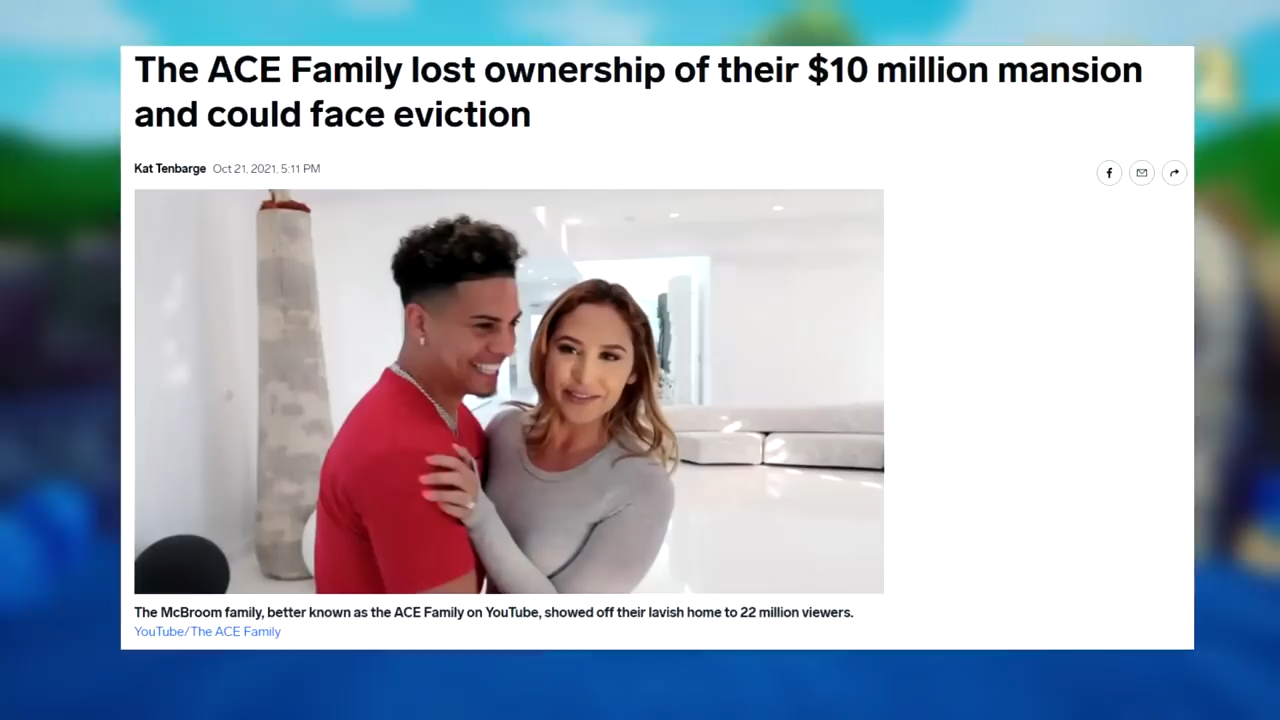 The ACE Family lost ownership of their $10 million mansion
and could face eviction
Kat Tenbarge Oct 21, 2021, 5:11 PM
The McBroom family, better known as the ACE Family on YouTube, showed off their lavish home to 22 million viewers.
YouTube/The ACE Family